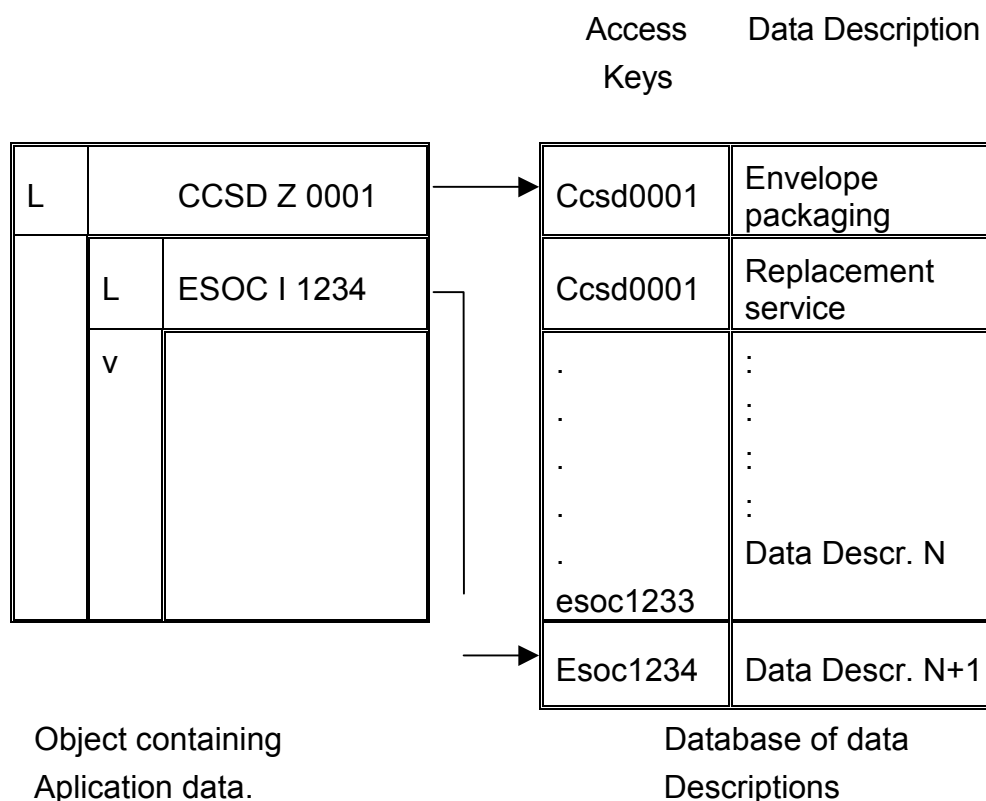 Access Data Description
Keys
L CCSD Z 0001 Ccsd0001 Envelope
packaging
L ESOC I 1234 Ccsd0001 Replacement
service
v . :
. :
. :
. :
. Data Descr. N
esoc1233
Esoc1234 Data Descr. N+1
Object containing Database of data
Aplication data. Descriptions